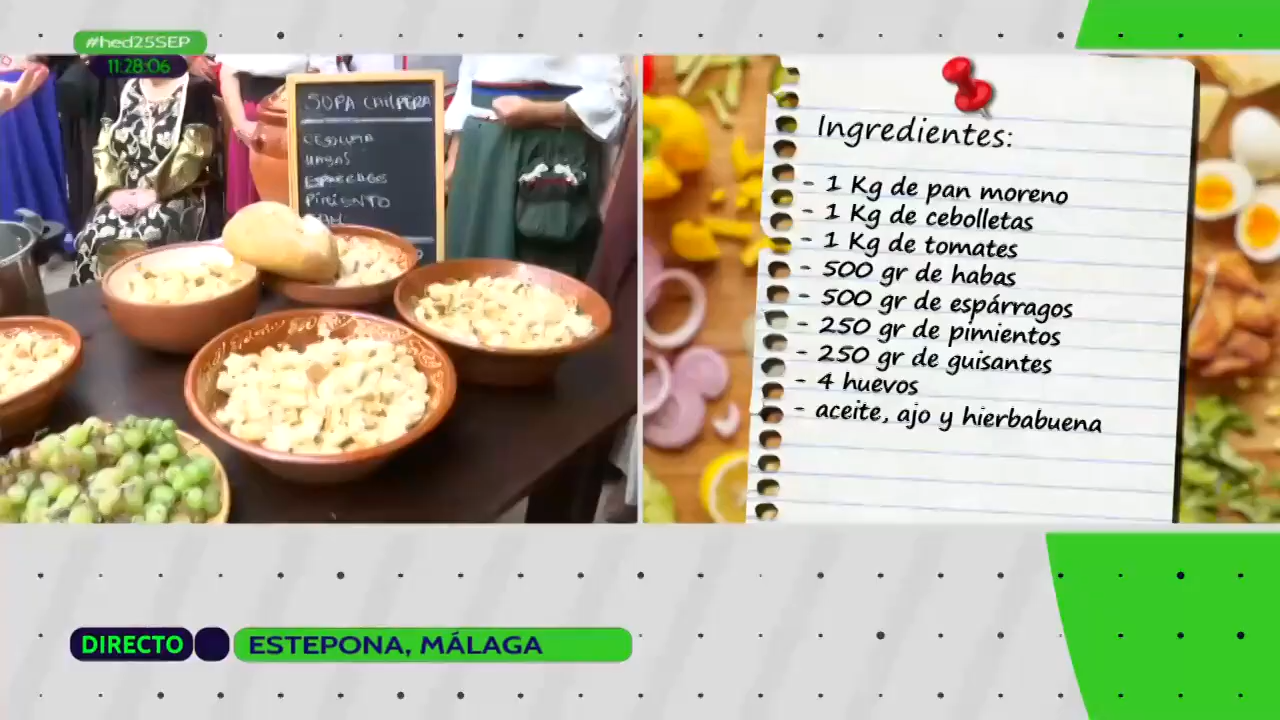 #hed25SEP
11:28:06
SOPA CAMPERA
PIMIENTO
Ingredientes:
- 1 Kg de pan moreno
- 1 Kg de cebolletas
- 1 Kg de tomates
- 500 gr de habas
- 500 gr de espárragos
- 250 gr de pimientos
- 250 gr de guisantes
- 4 huevos
- aceite, ajo y hierbabuena
DIRECTO
ESTEPONA, MÁLAGA